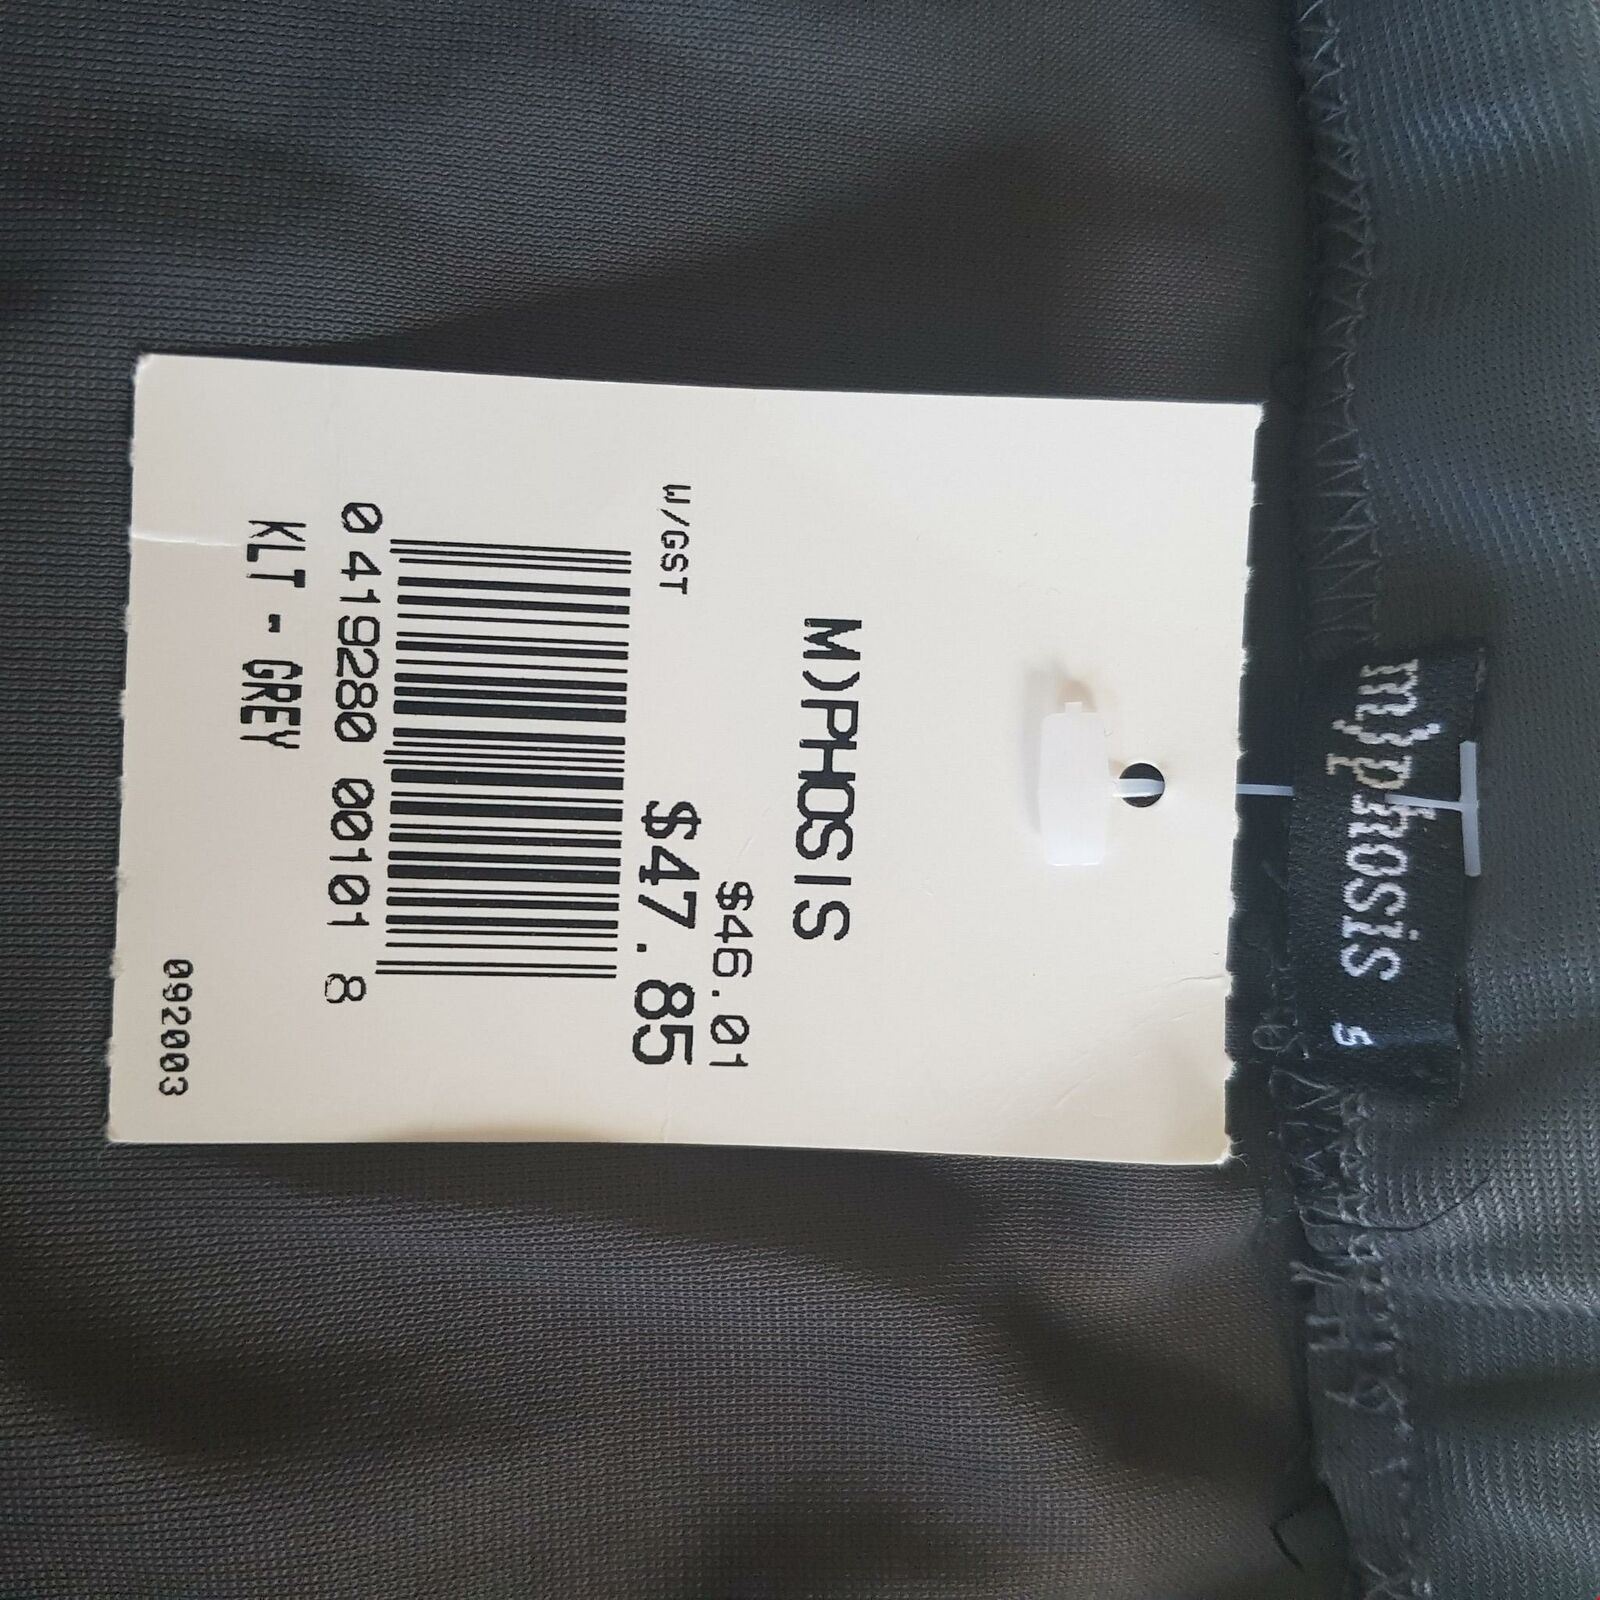 M)PHOSIS
$46.01
W/GST $47.85
0 419280 00101 8
KLT - GREY
092003
m}phosis
S